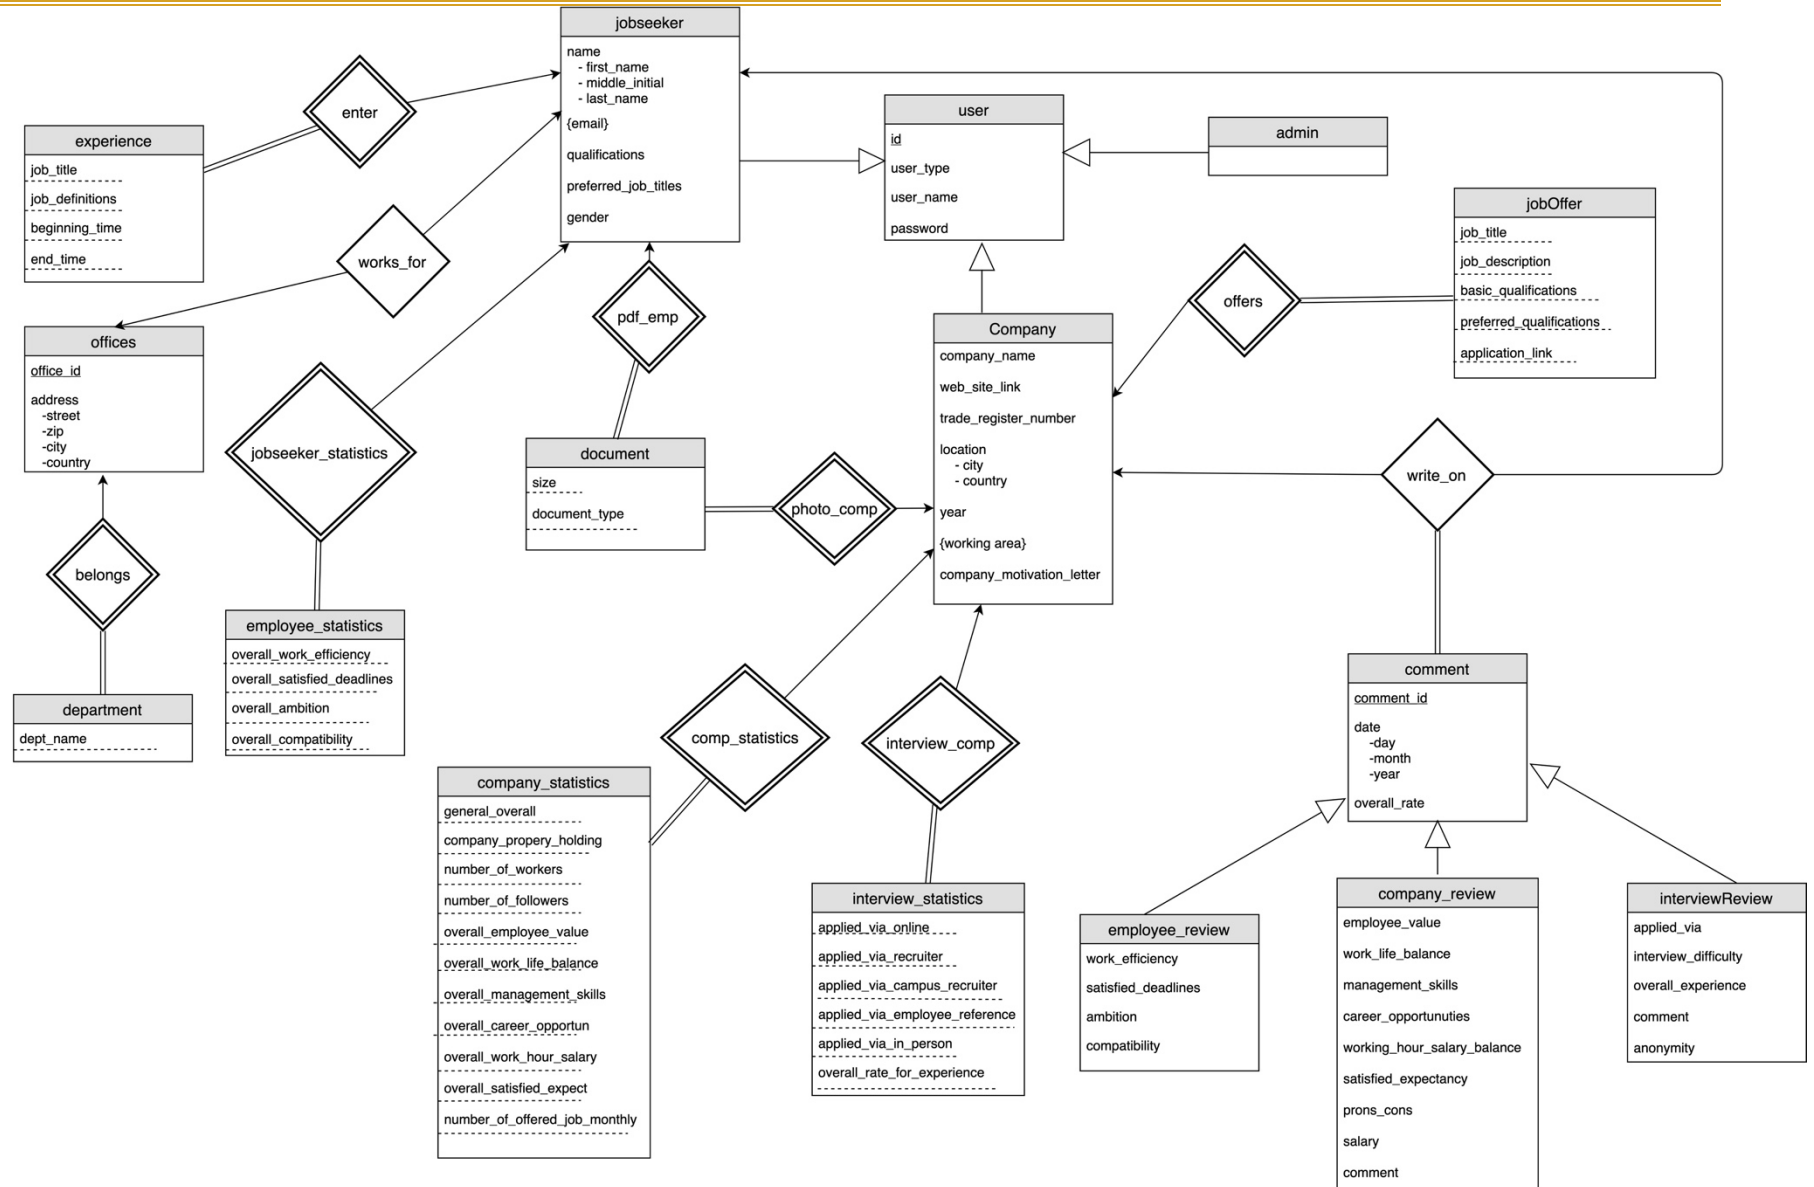 jobseeker
name
- first_name
- middle_initial
- last_name
{email}
qualifications
preferred_job_titles
gender
enter
experience
job_title
job_definitions
beginning_time
end_time
works_for
user
id
user_type
user_name
password
admin
jobOffer
job_title
job_description
basic_qualifications
preferred_qualifications
application_link
offers
offices
office_id
address
-street
-zip
-city
-country
pdf_emp
Company
company_name
web_site_link
trade_register_number
location
- city
- country
year
{working area}
company_motivation_letter
jobseeker_statistics
document
size
document_type
photo_comp
write_on
belongs
employee_statistics
overall_work_efficiency
overall_satisfied_deadlines
overall_ambition
overall_compatibility
department
dept_name
comp_statistics
interview_comp
comment
comment_id
date
-day
-month
-year
overall_rate
company_statistics
general_overall
company_propery_holding
number_of_workers
number_of_followers
overall_employee_value
overall_work_life_balance
overall_management_skills
overall_career_opportun
overall_work_hour_salary
overall_satisfied_expect
number_of_offered_job_monthly
interview_statistics
applied_via_online
applied_via_recruiter
applied_via_campus_recruiter
applied_via_employee_reference
applied_via_in_person
overall_rate_for_experience
employee_review
work_efficiency
satisfied_deadlines
ambition
compatibility
company_review
employee_value
work_life_balance
management_skills
career_opportunuties
working_hour_salary_balance
satisfied_expectancy
prons_cons
salary
comment
interviewReview
applied_via
interview_difficulty
overall_experience
comment
anonymity